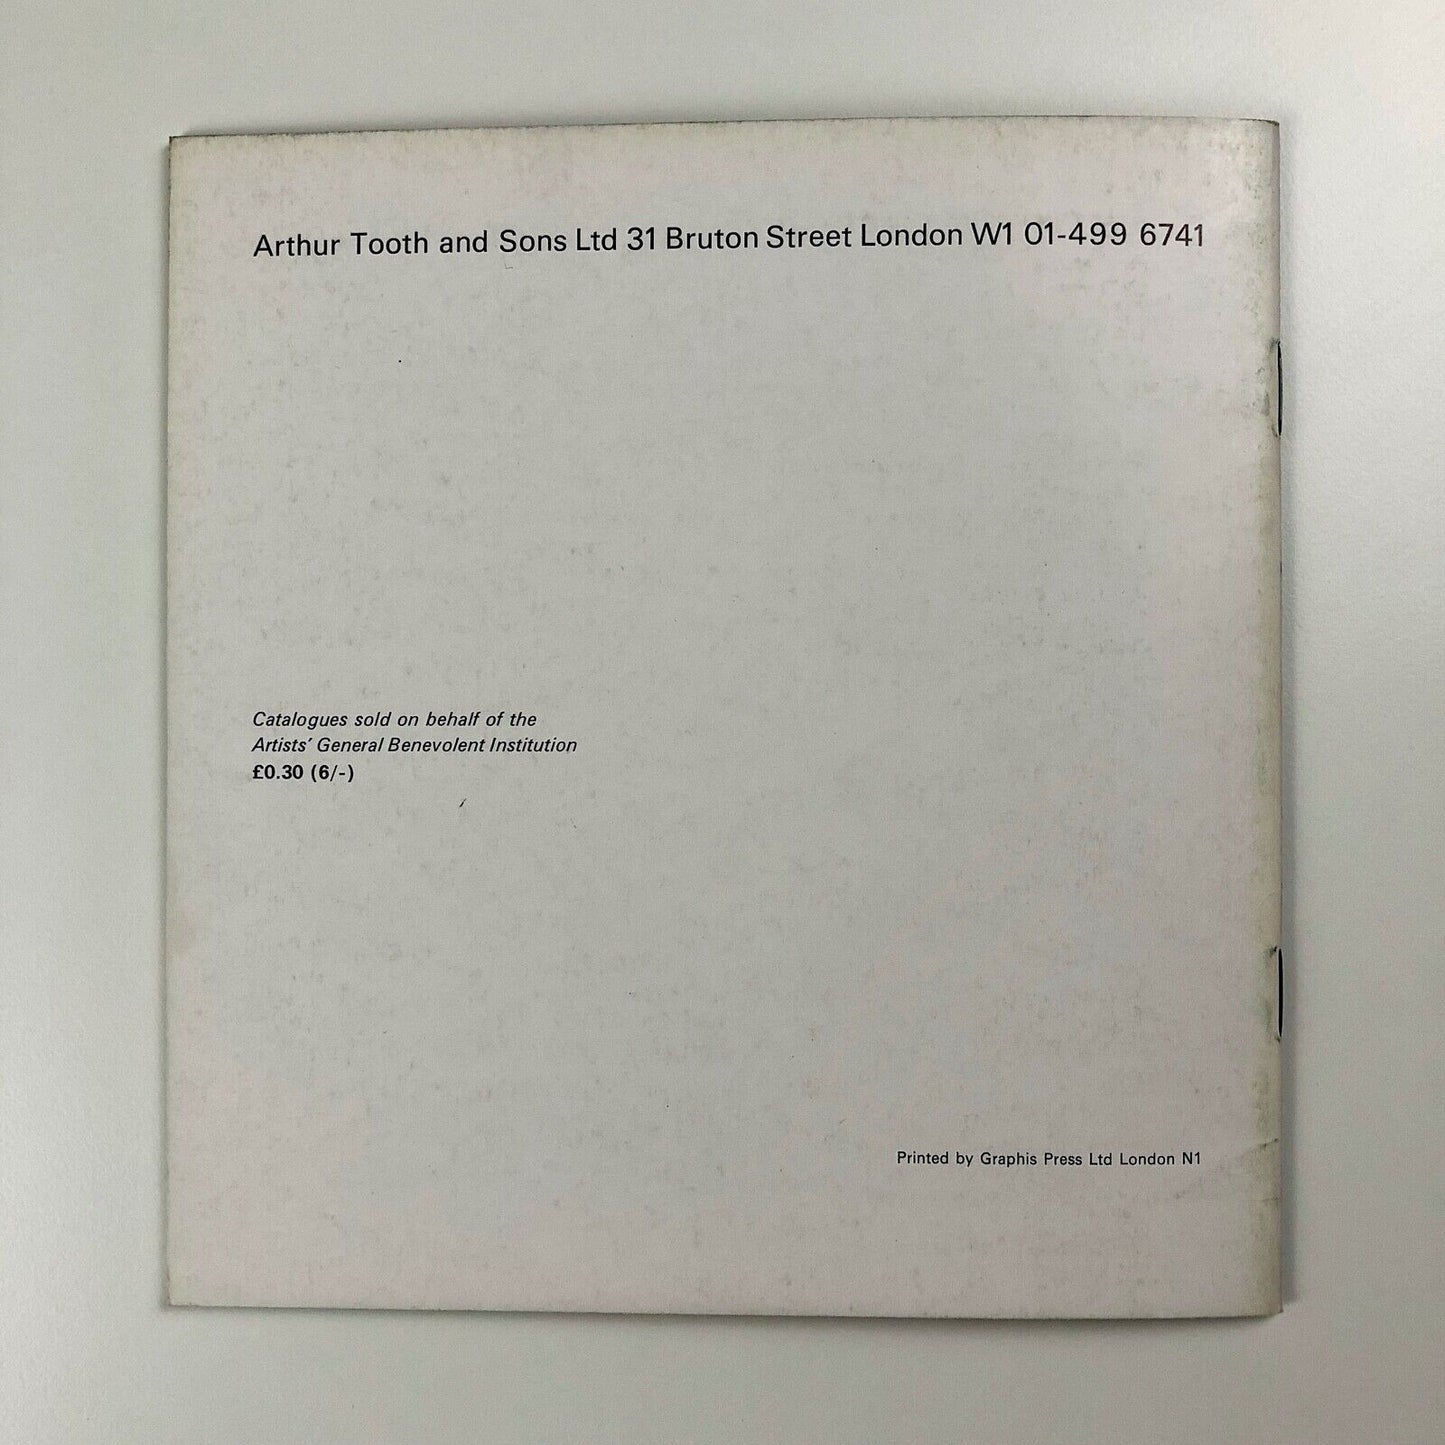 Arthur Tooth and Sons Ltd 31 Bruton Street London W1 01-499 6741
Catalogues sold on behalf of the
Artists´ General Benevolent Institution
£0.30 (6/-)
Printed by Graphis Press Ltd London N1